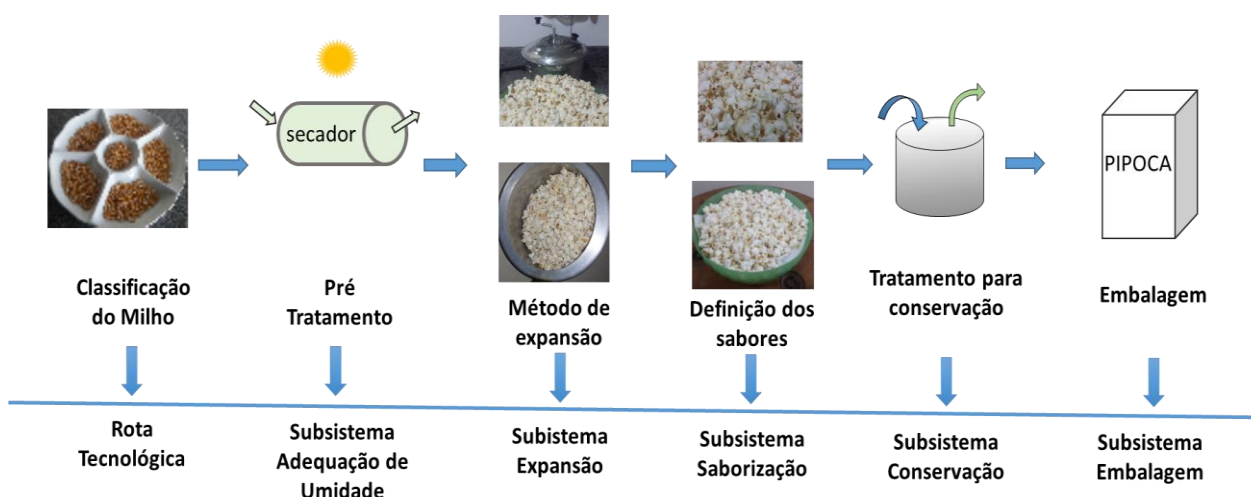 secador
PIPOCA
Classificação
do Milho
Pré
Tratamento
Método de
expansão
Definição dos
sabores
Tratamento para
conservação
Embalagem
Rota
Tecnológica
Subsistema
Adequação de
Umidade
Subistema
Expansão
Subsistema
Saborização
Subsistema
Conservação
Subsistema
Embalagem